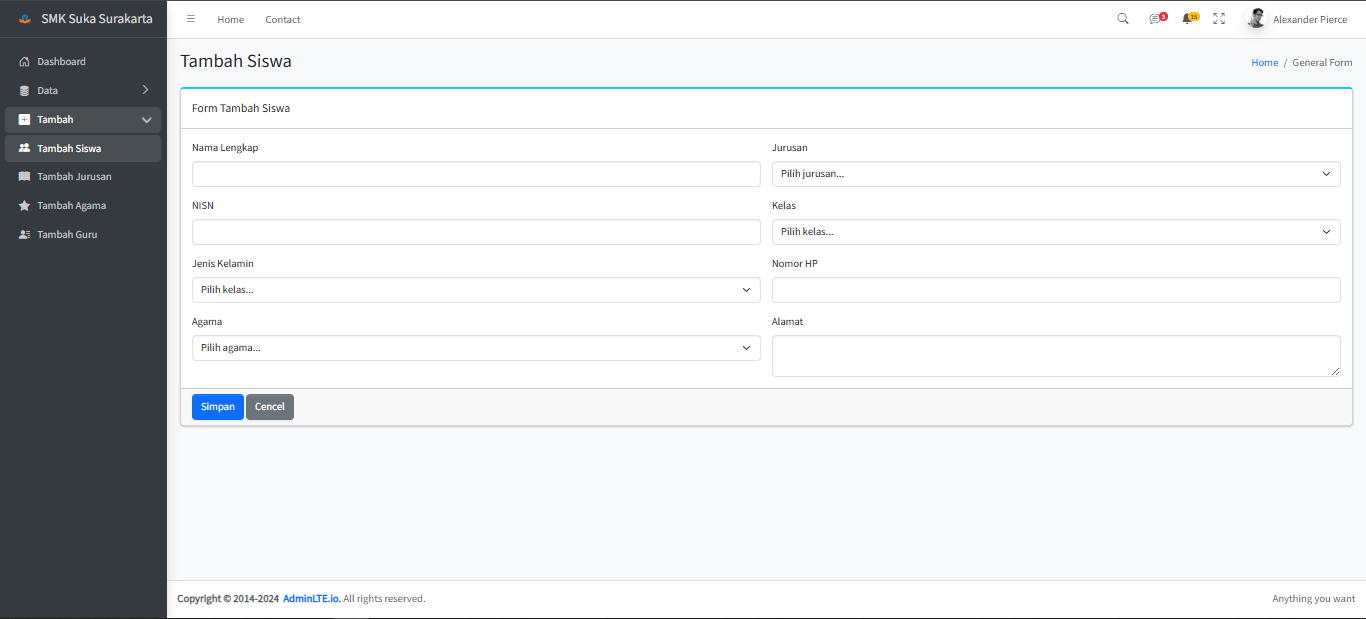 SMK Suka Surakarta
Home Contact
3 15 Alexander Pierce
Dashboard
Data
Tambah
Tambah Siswa
Tambah Jurusan
Tambah Agama
Tambah Guru
Tambah Siswa
Home / General Form
Form Tambah Siswa
Nama Lengkap
Jurusan
Pilih jurusan...
NISN
Kelas
Pilih kelas...
Jenis Kelamin
Pilih kelas...
Nomor HP
Agama
Pilih agama...
Alamat
Simpan Cencel
Copyright © 2014-2024 AdminLTE.io. All rights reserved.
Anything you want